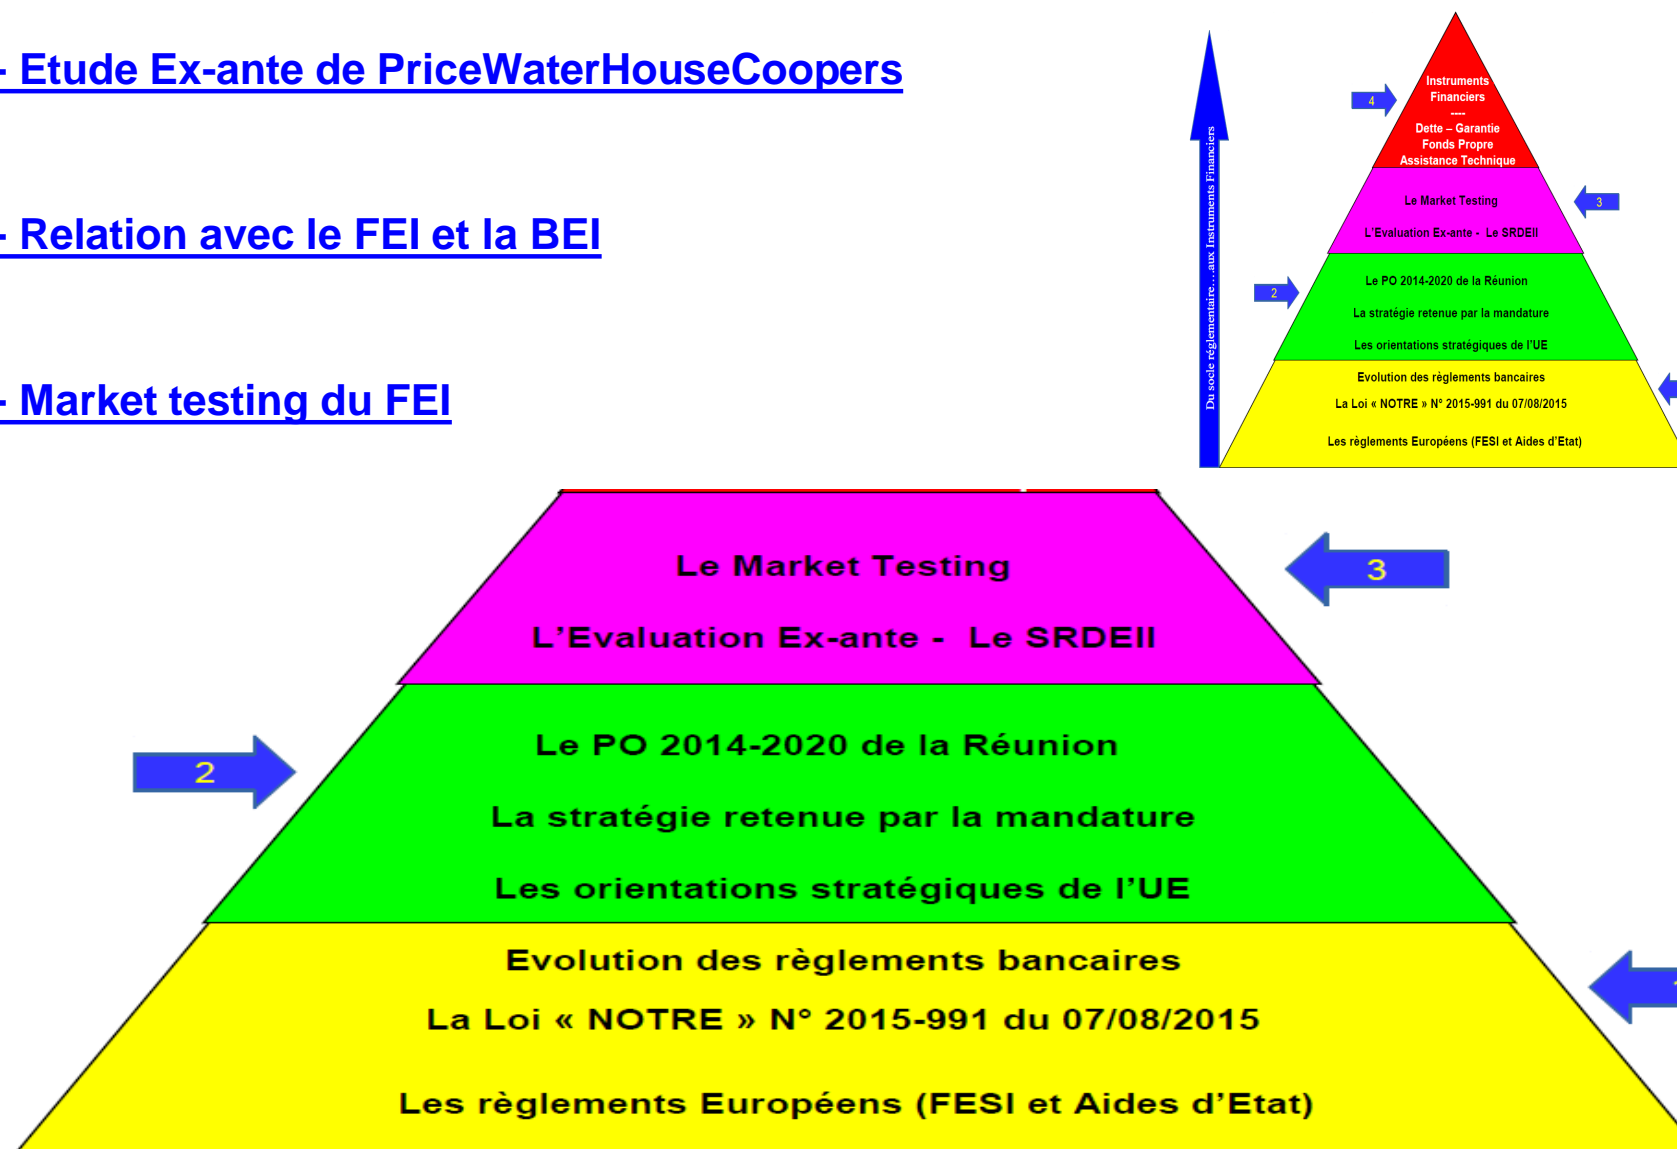 - Etude Ex-ante de PriceWaterHouseCoopers
- Relation avec le FEI et la BEI
- Market testing du FEI
Du socle réglementaire….aux Instruments Financiers
Instruments
Financiers
----
Dette – Garantie
Fonds Propre
Assistance Technique
4
Le Market Testing
3
L'Evaluation Ex-ante - Le SRDEII
Le PO 2014-2020 de la Réunion
2
La stratégie retenue par la mandature
Les orientations stratégiques de l'UE
Evolution des règlements bancaires
La Loi « NOTRE » N° 2015-991 du 07/08/2015
Les règlements Européens (FESI et Aides d'Etat)
Le Market Testing
3
L'Evaluation Ex-ante - Le SRDEII
Le PO 2014-2020 de la Réunion
2
La stratégie retenue par la mandature
Les orientations stratégiques de l'UE
Evolution des règlements bancaires
La Loi « NOTRE » N° 2015-991 du 07/08/2015
Les règlements Européens (FESI et Aides d'Etat)